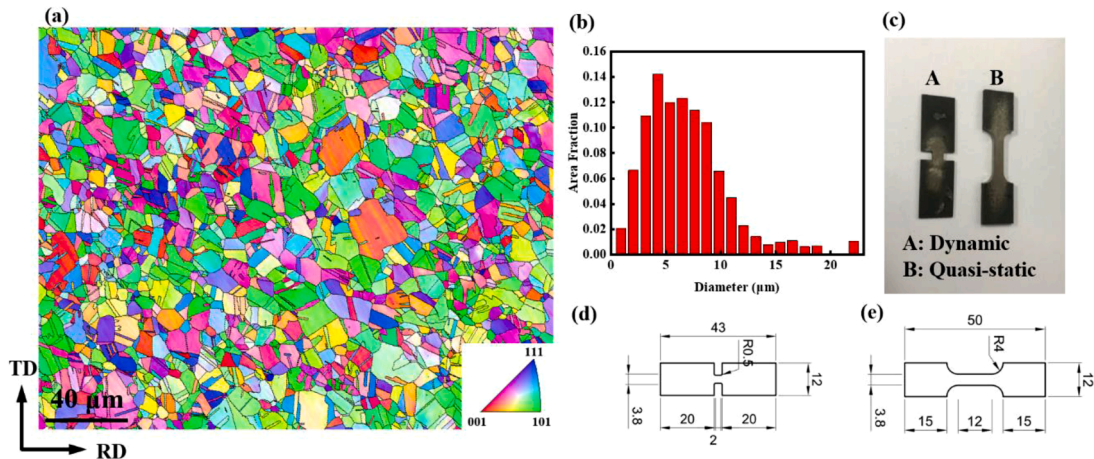 (a)
TD
40 μm
RD
111
001
101
(b)
Area Fraction
0.16
0.14
0.12
0.10
0.08
0.06
0.04
0.02
0.00
0
5
10
15
20
Diameter (μm)
(c)
A
B
A: Dynamic
B: Quasi-static
(d)
43
R0.5
12
3.8
20
20
2
(e)
50
R4
12
3.8
15
12
15